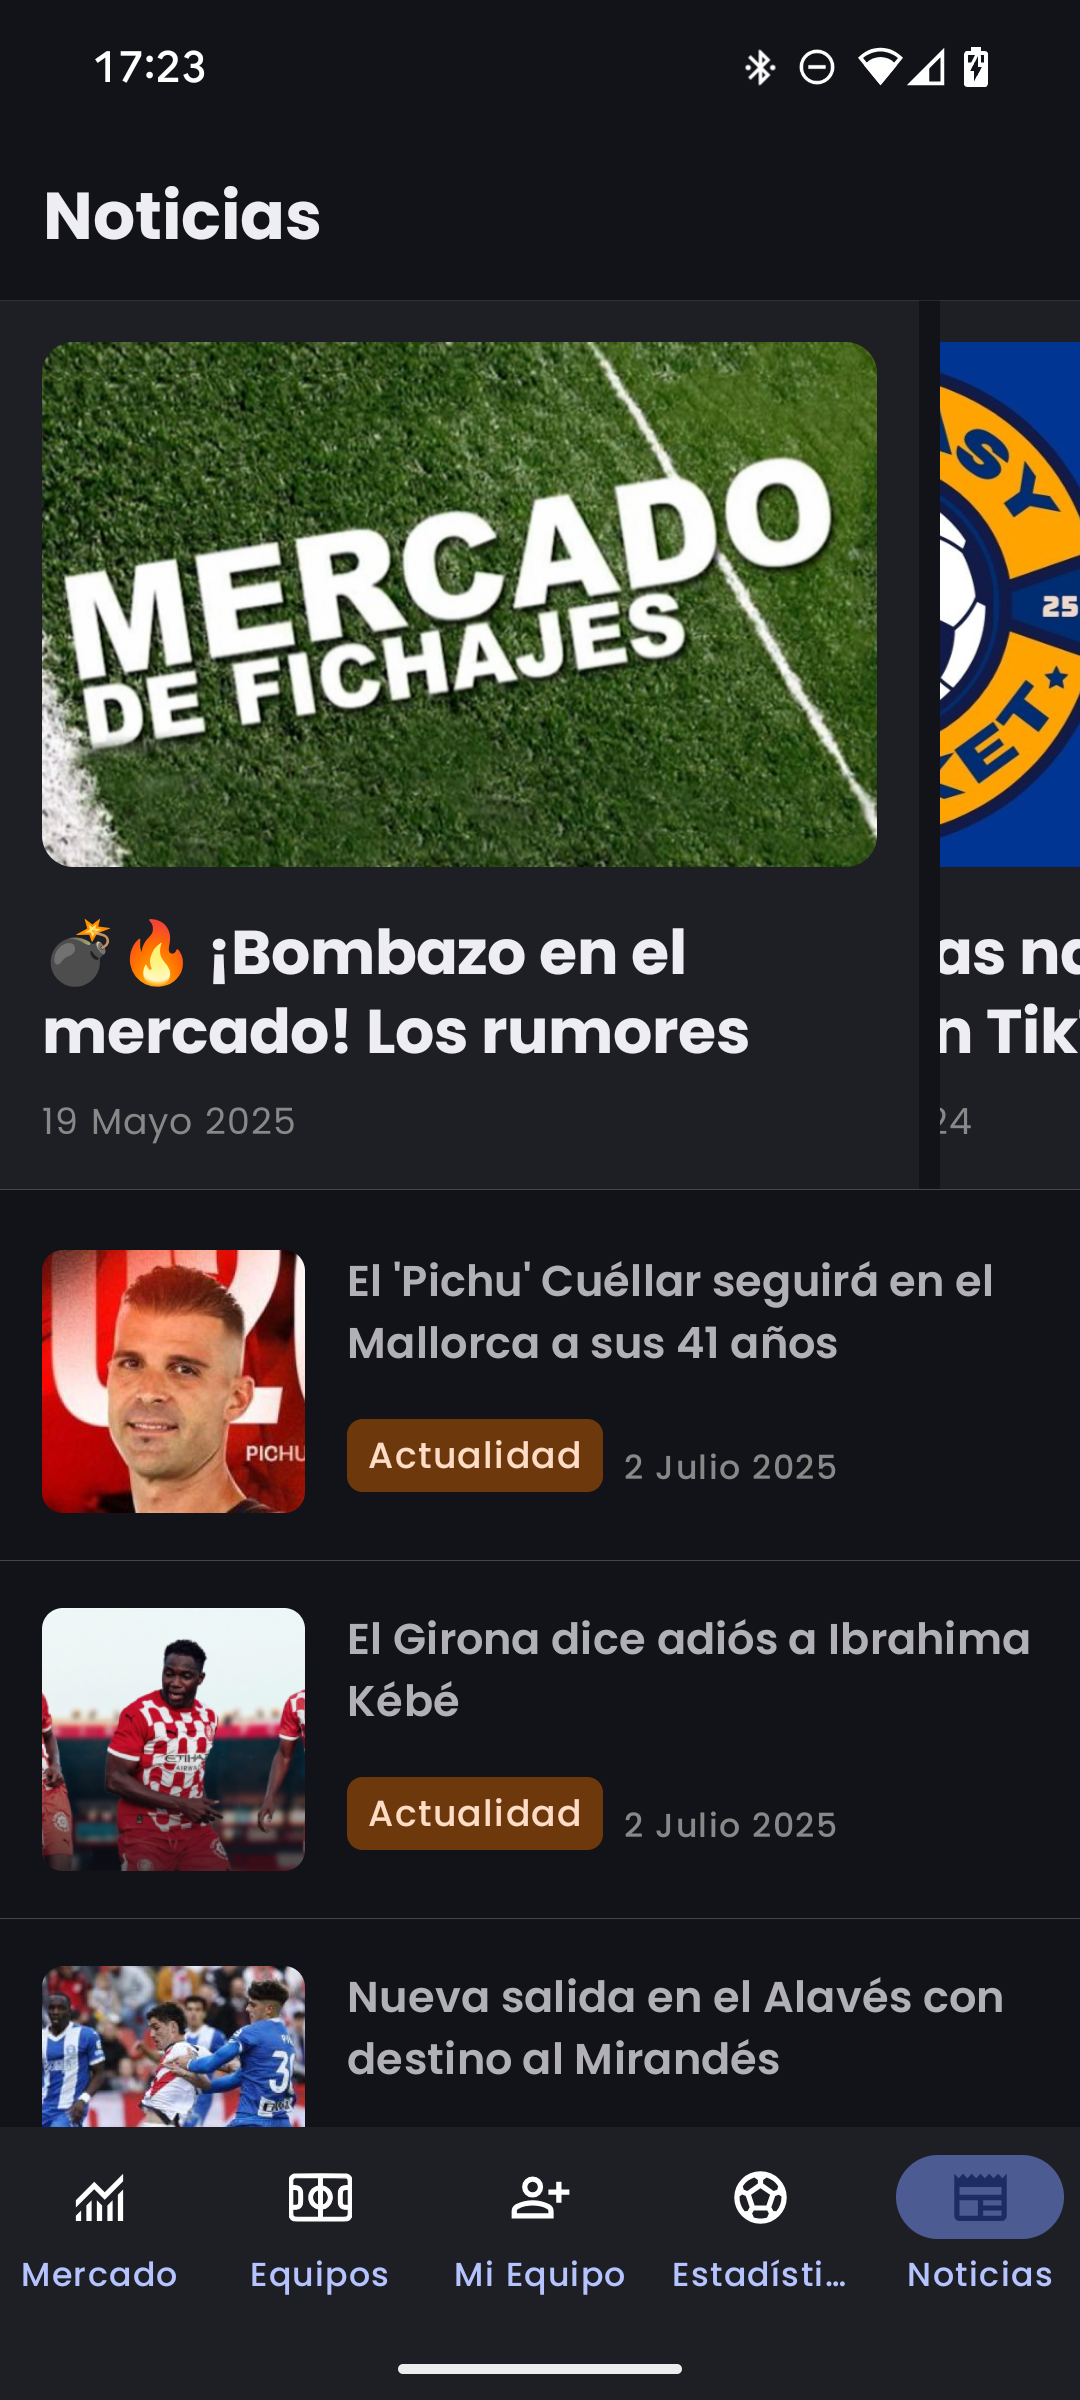 17:23
Noticias
MERCADO
DE FICHAJES
ASY
25
KET
💣🔥 ¡Bombazo en el
mercado! Los rumores
19 Mayo 2025
as no
n Tik
24
El 'Pichu' Cuéllar seguirá en el
Mallorca a sus 41 años
PICHU
Actualidad
2 Julio 2025
El Girona dice adiós a Ibrahima
Kébé
ETIHAD
AIRWAYS
Actualidad
2 Julio 2025
Nueva salida en el Alavés con
destino al Mirandés
30
Mercado
Equipos
Mi Equipo
Estadísti...
Noticias